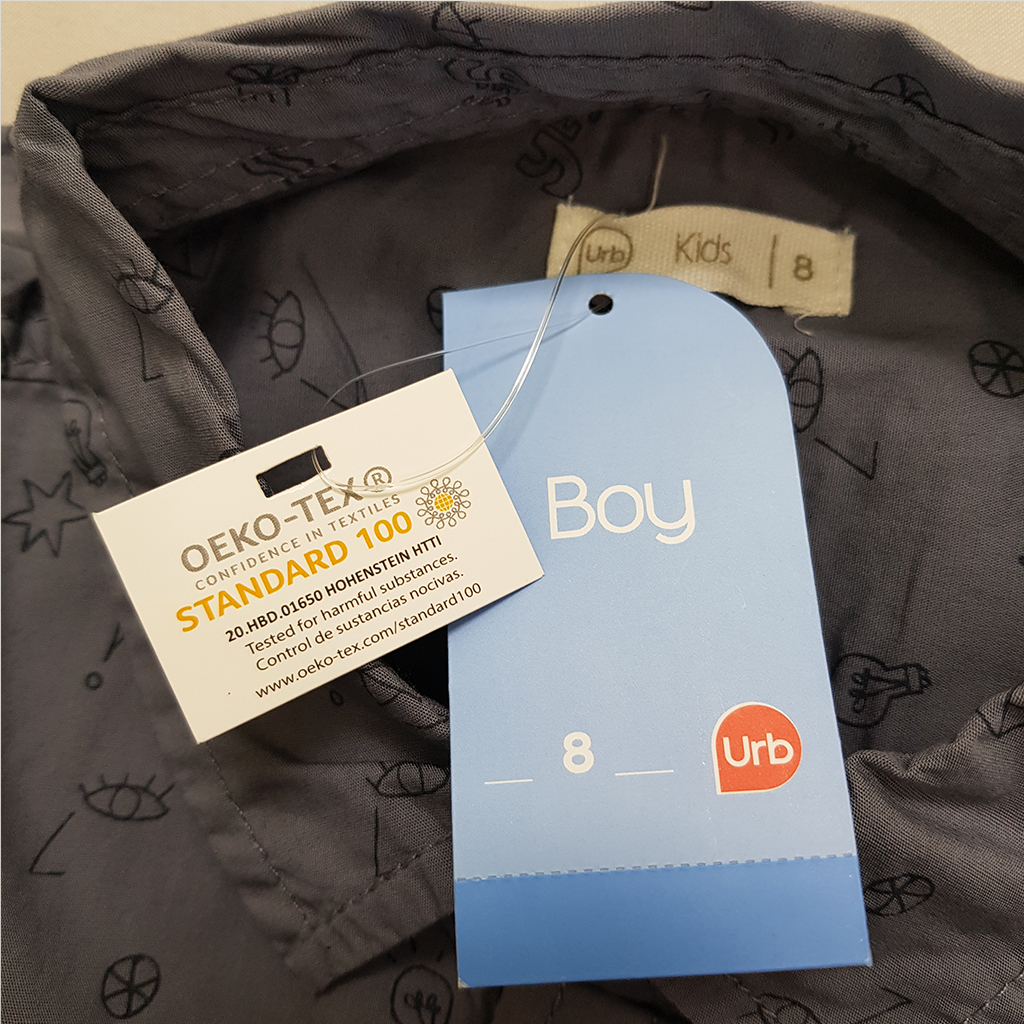 Urb Kids | 8
OEKO-TEX®
CONFIDENCE IN TEXTILES
STANDARD 100
20.HBD.01650 HOHENSTEIN HTTI
Tested for harmful substances.
Control de sustancias nocivas.
www.oeko-tex.com/standard100
Boy
8
Urb